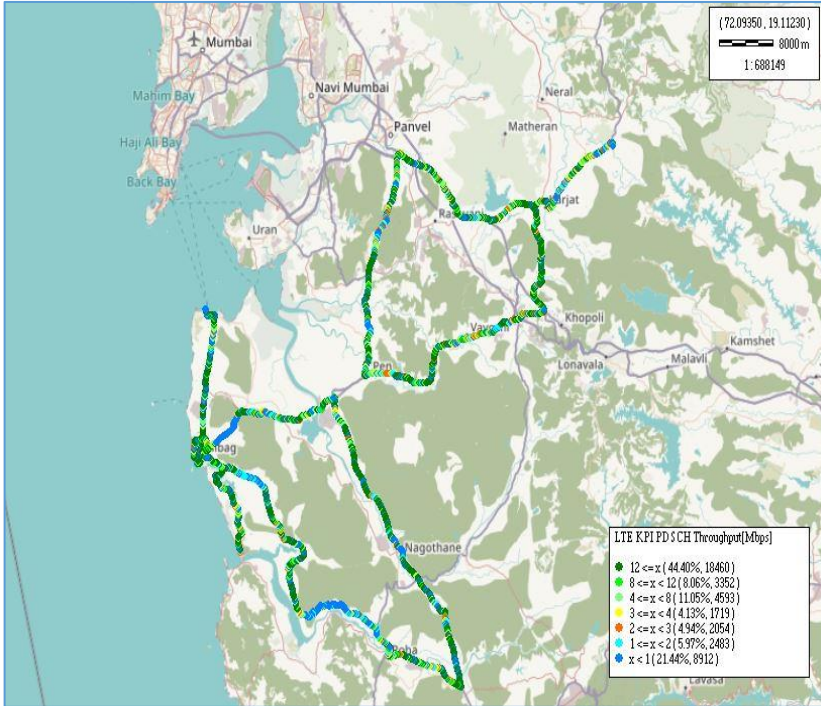 ( 72.09350 , 19.11230 )
8000 m
1 : 688149
Mumbai
Neral
Navi Mumbai
Mahim Bay
Panvel
Matheran
Haji Ali Bay
Back Bay
Uran
Khopoli
Kamshet
Lonavala
Malavli
Pen
Nagothane
Lavasa
LTE KPI PDSCH Throughput[Mbps]
12 <= x ( 44.40%, 18460 )
8 <= x < 12 ( 8.06%, 3352 )
4 <= x < 8 ( 11.05%, 4593 )
3 <= x < 4 ( 4.13%, 1719 )
2 <= x < 3 ( 4.94%, 2054 )
1 <= x < 2 ( 5.97%, 2483 )
x < 1 ( 21.44%, 8912 )